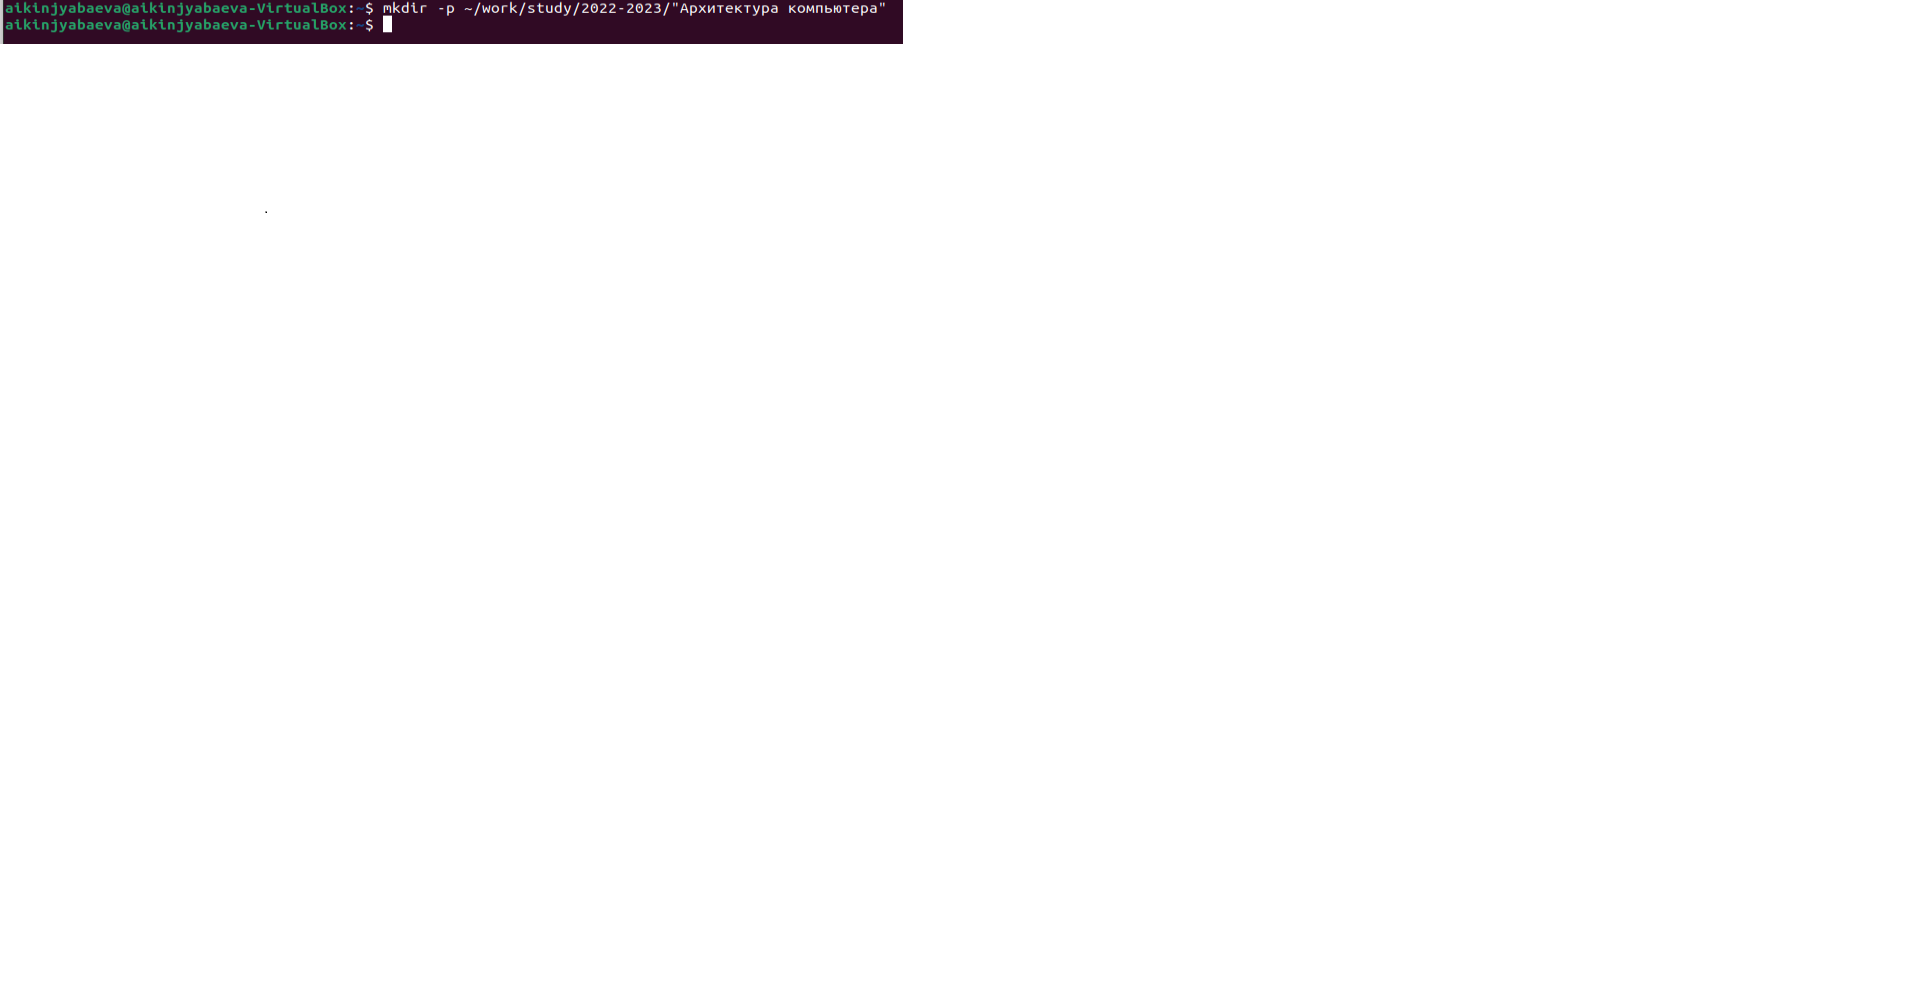 aikinjyabaeva@aikinjyabaeva-VirtualBox:~$ mkdir -p ~/work/study/2022-2023/"Архитектура компьютера"
aikinjyabaeva@aikinjyabaeva-VirtualBox:~$
.